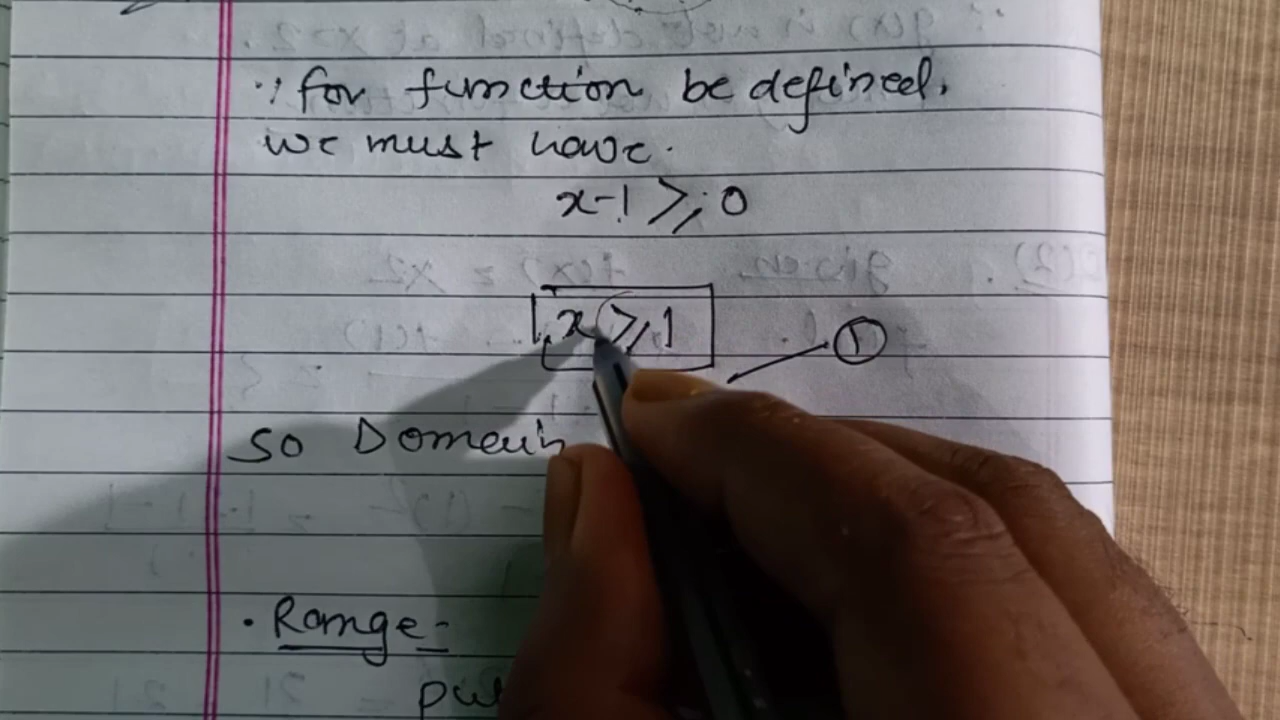 ∵ for function be defined.
we must have.
x-1 ⩾ 0
x ⩾ 1
①
so Domain
• Range -